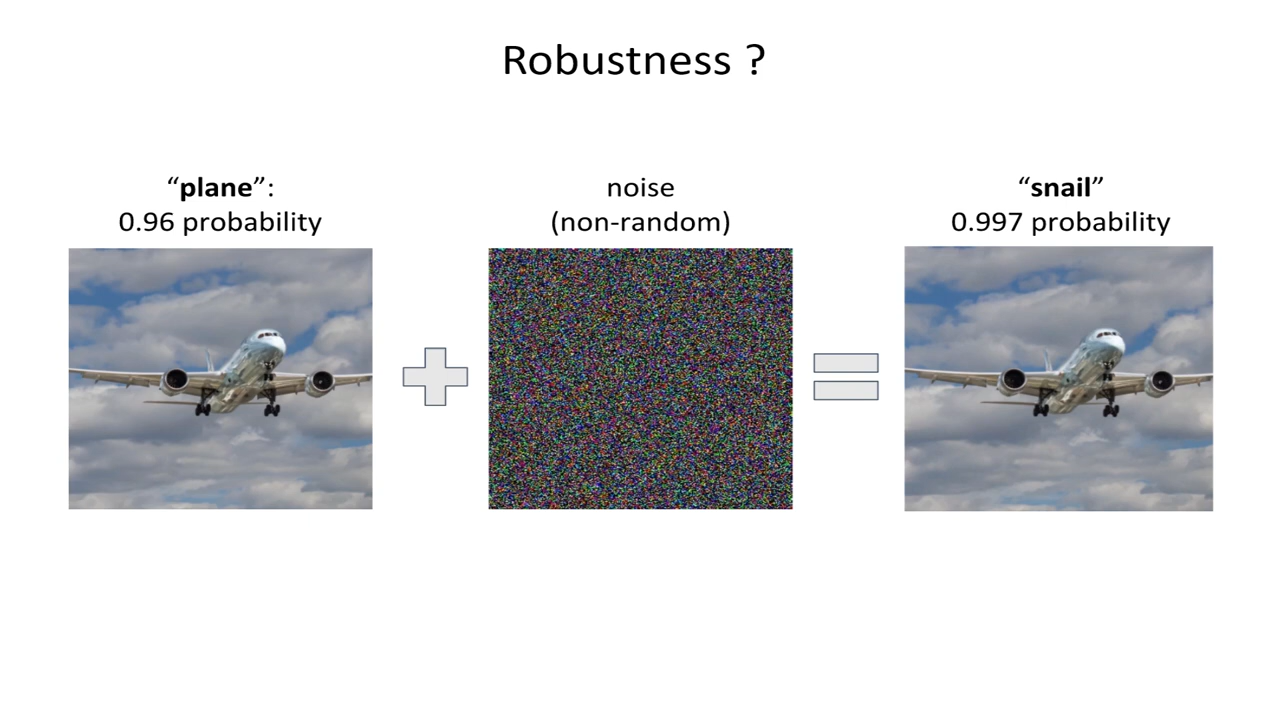 Robustness ?
“plane”:
0.96 probability
noise
(non-random)
“snail”
0.997 probability